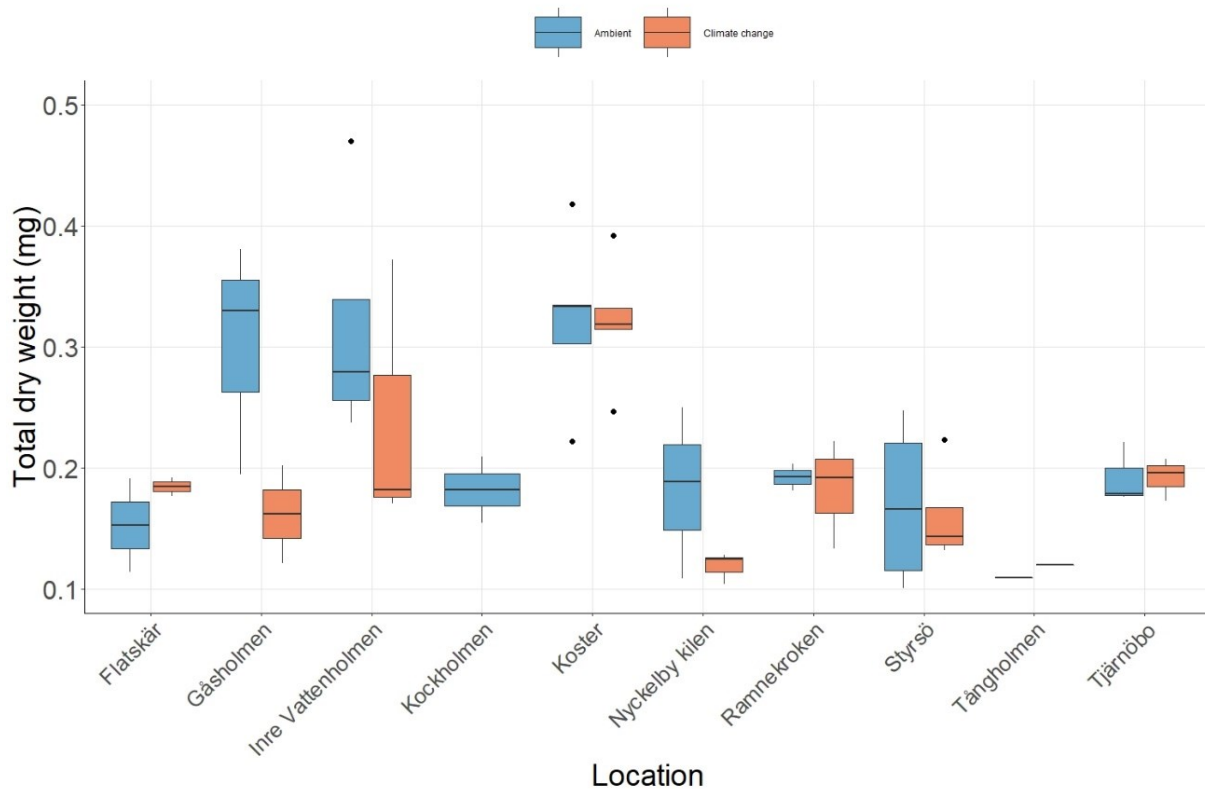 Ambient
Climate change
Total dry weight (mg)
0.5
0.4
0.3
0.2
0.1
Flatskär
Gåsholmen
Inre Vattenholmen
Kockholmen
Koster
Nyckelby kilen
Ramnekroken
Styrsö
Tångholmen
Tjärnöbo
Location